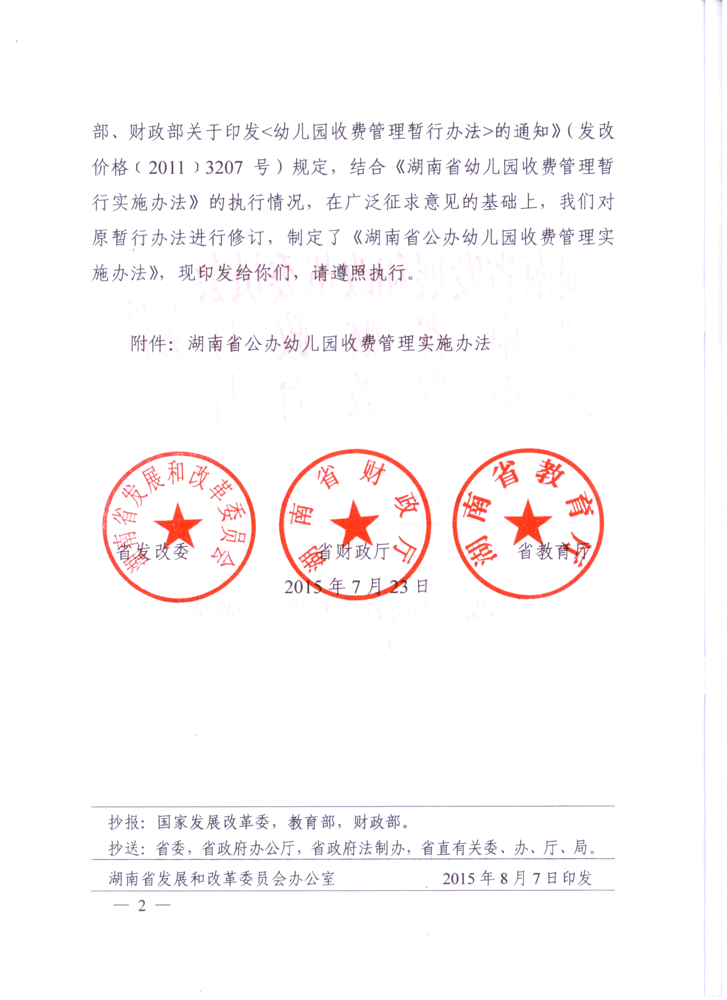 部、财政部关于印发<幼儿园收费管理暂行办法>的通知》（发改
价格﹝2011﹞3207 号）规定，结合《湖南省幼儿园收费管理暂
行实施办法》的执行情况，在广泛征求意见的基础上，我们对
原暂行办法进行修订，制定了《湖南省公办幼儿园收费管理实
施办法》，现印发给你们，请遵照执行。
附件：湖南省公办幼儿园收费管理实施办法
湖南省发展和改革委员会
湖南省财政厅
湖南省教育厅
省发改委 省财政厅 省教育厅
2015 年 7 月 23 日
抄报：国家发展改革委，教育部，财政部。
抄送：省委，省政府办公厅，省政府法制办，省直有关委、办、厅、局。
湖南省发展和改革委员会办公室 2015 年 8 月 7 日印发
— 2 —